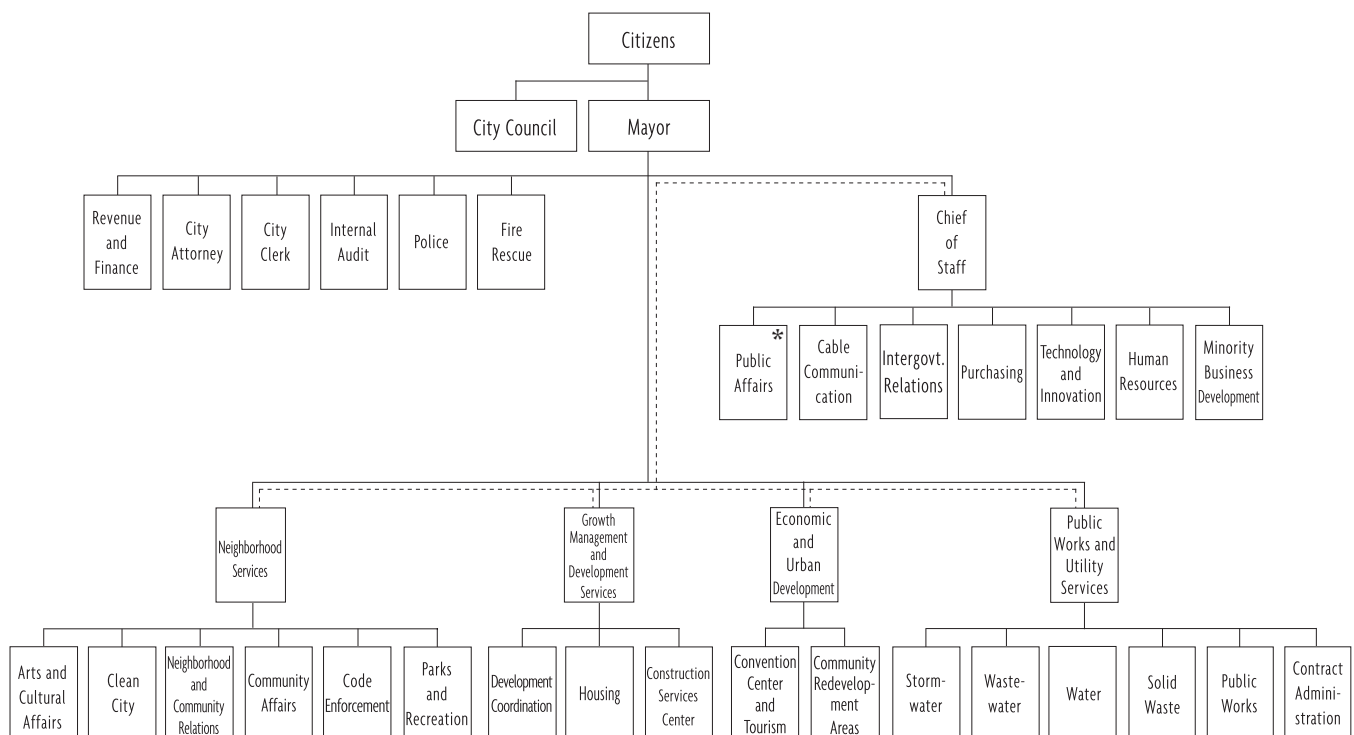 Citizens
City Council
Mayor
Revenue
and
Finance
City
Attorney
City
Clerk
Internal
Audit
Police
Fire
Rescue
Chief
of
Staff
*
Public
Affairs
Cable
Communi-
cation
Intergovt.
Relations
Purchasing
Technology
and
Innovation
Human
Resources
Minority
Business
Development
Neighborhood
Services
Growth
Management
and
Development
Services
Economic
and
Urban
Development
Public
Works and
Utility
Services
Arts and
Cultural
Affairs
Clean
City
Neighborhood
and
Community
Relations
Community
Affairs
Code
Enforcement
Parks
and
Recreation
Development
Coordination
Housing
Construction
Services
Center
Convention
Center
and
Tourism
Community
Redevelop-
ment
Areas
Storm-
water
Waste-
water
Water
Solid
Waste
Public
Works
Contract
Admini-
stration